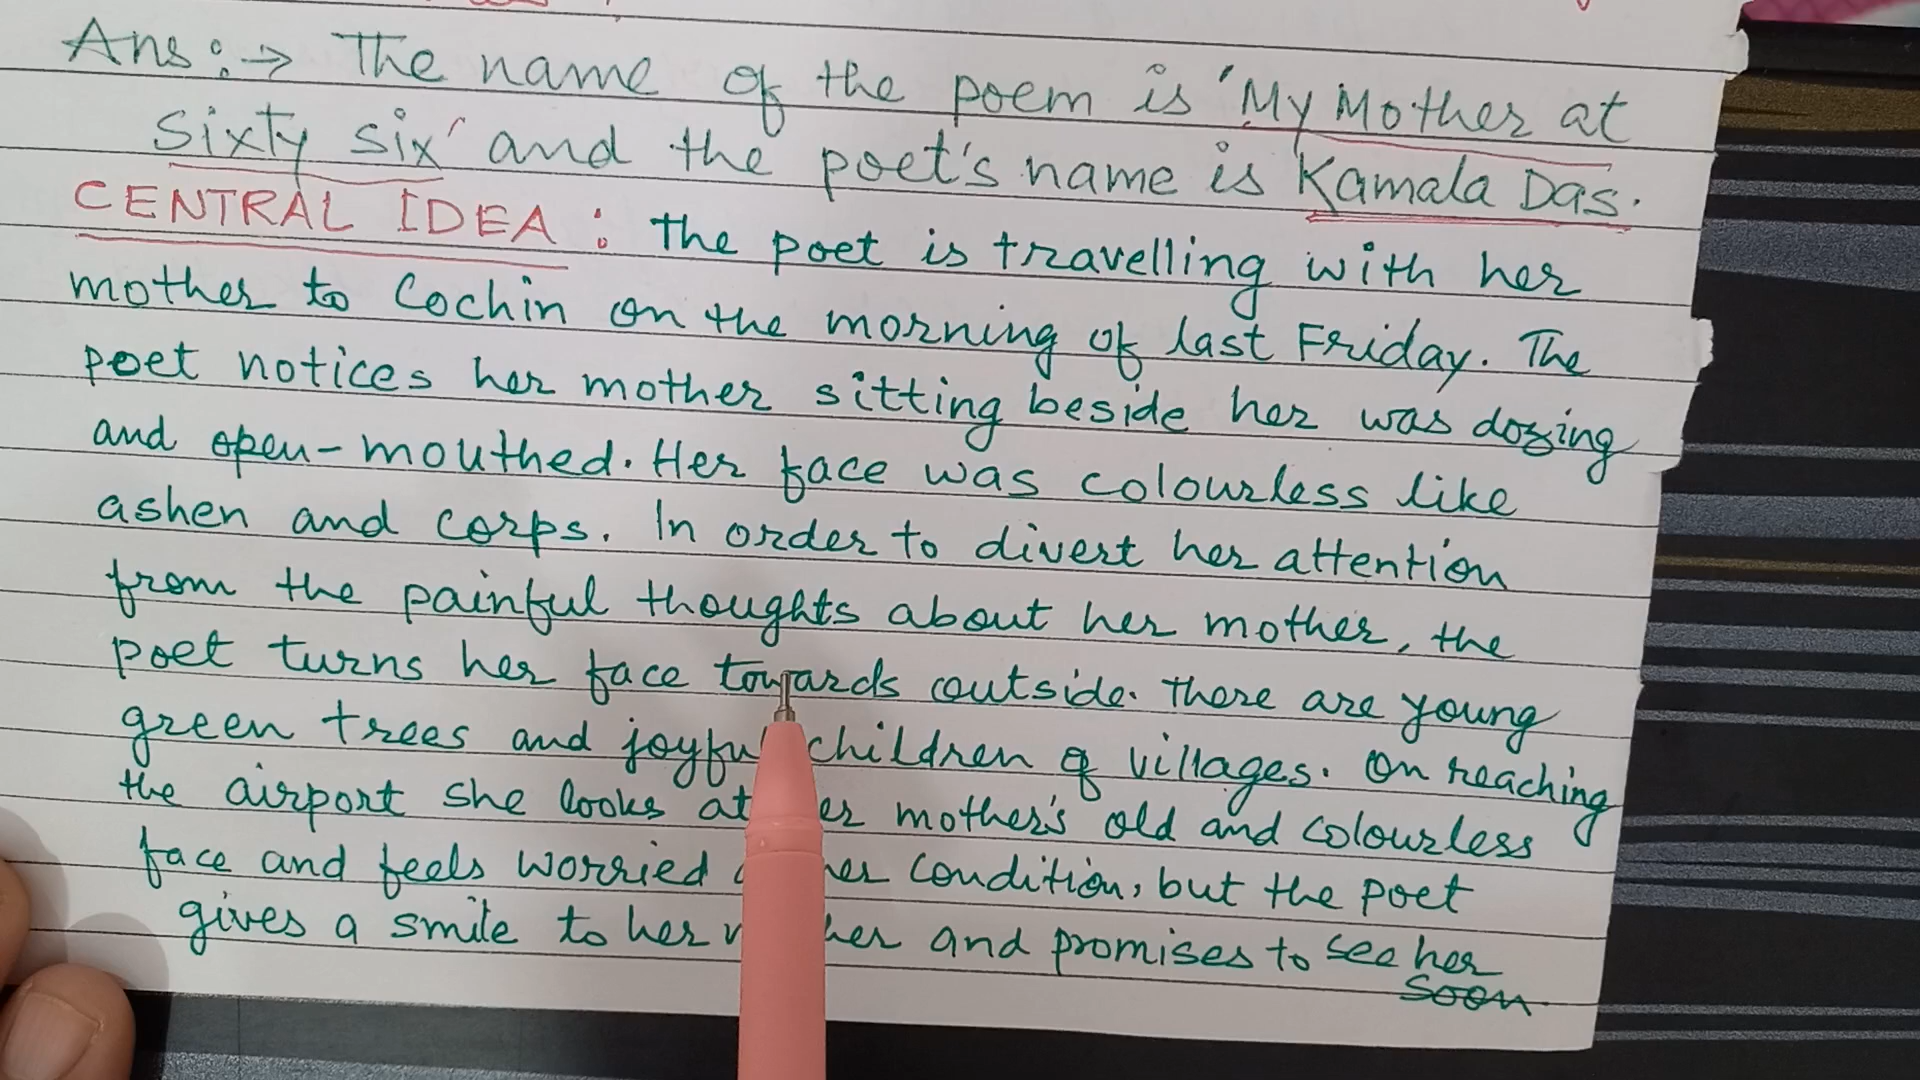 Ans:→ The name of the poem is 'My Mother at
Sixty six' and the poet's name is Kamala Das.
CENTRAL IDEA : The poet is travelling with her
mother to Cochin on the morning of last Friday. The
poet notices her mother sitting beside her was dozing
and open-mouthed. Her face was colourless like
ashen and corps. In order to divert her attention
from the painful thoughts about her mother, the
poet turns her face towards outside. There are young
green trees and joyful children of villages. On reaching
the airport she looks at her mother's old and colourless
face and feels worried her condition, but the poet
gives a smile to her mother and promises to see her
soon.